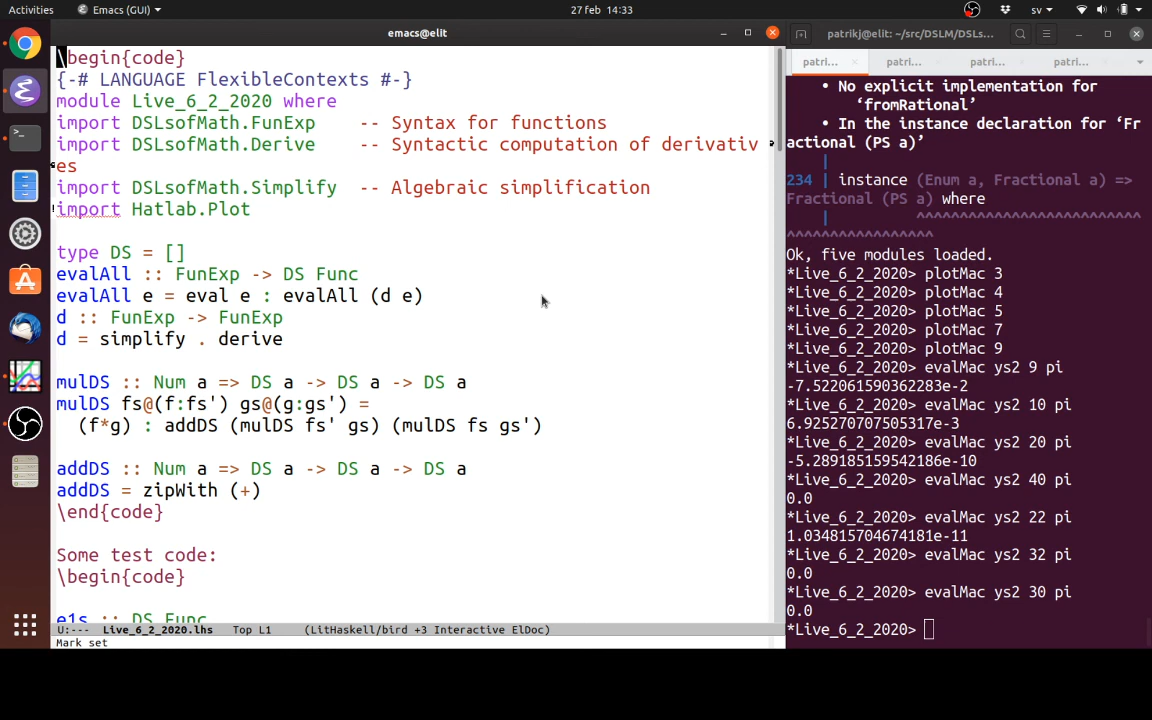 Activities
Emacs (GUI)
27 feb 14:33
sv
emacs@elit
\begin{code}
{-# LANGUAGE FlexibleContexts #-}
module Live_6_2_2020 where
import DSLsofMath.FunExp    -- Syntax for functions
import DSLsofMath.Derive    -- Syntactic computation of derivativ
es
import DSLsofMath.Simplify  -- Algebraic simplification
import Hatlab.Plot
type DS = []
evalAll :: FunExp -> DS Func
evalAll e = eval e : evalAll (d e)
d :: FunExp -> FunExp
d = simplify . derive
mulDS :: Num a => DS a -> DS a -> DS a
mulDS fs@(f:fs') gs@(g:gs') =
  (f*g) : addDS (mulDS fs' gs) (mulDS fs gs')
addDS :: Num a => DS a -> DS a -> DS a
addDS = zipWith (+)
\end{code}
Some test code:
\begin{code}
e1s :: DS Func
U:---  Live_6_2_2020.lhs   Top L1     (LitHaskell/bird +3 Interactive ElDoc)
Mark set
patrikj@elit: ~/src/DSLM/DSLs...
patri...
patri...
patri...
patri...
• No explicit implementation for
‘fromRational’
• In the instance declaration for ‘Fr
actional (PS a)’
|
234 | instance (Enum a, Fractional a) =>
Fractional (PS a) where
|          ^^^^^^^^^^^^^^^^^^^^^^^^^^
^^^^^^^^^^^^^^^^^
Ok, five modules loaded.
*Live_6_2_2020> plotMac 3
*Live_6_2_2020> plotMac 4
*Live_6_2_2020> plotMac 5
*Live_6_2_2020> plotMac 7
*Live_6_2_2020> plotMac 9
*Live_6_2_2020> evalMac ys2 9 pi
-7.522061590362283e-2
*Live_6_2_2020> evalMac ys2 10 pi
6.925270707505317e-3
*Live_6_2_2020> evalMac ys2 20 pi
-5.289185159542186e-10
*Live_6_2_2020> evalMac ys2 40 pi
0.0
*Live_6_2_2020> evalMac ys2 22 pi
1.034815704674181e-11
*Live_6_2_2020> evalMac ys2 32 pi
0.0
*Live_6_2_2020> evalMac ys2 30 pi
0.0
*Live_6_2_2020>